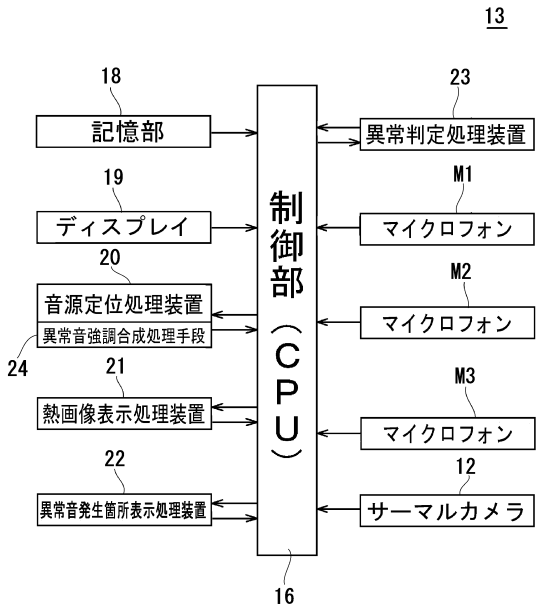 13
18
記憶部
19
ディスプレイ
20
音源定位処理装置
異常音強調合成処理手段
24
21
熱画像表示処理装置
22
異常音発生箇所表示処理装置
制御部(CPU)
16
23
異常判定処理装置
M1
マイクロフォン
M2
マイクロフォン
M3
マイクロフォン
12
サーマルカメラ